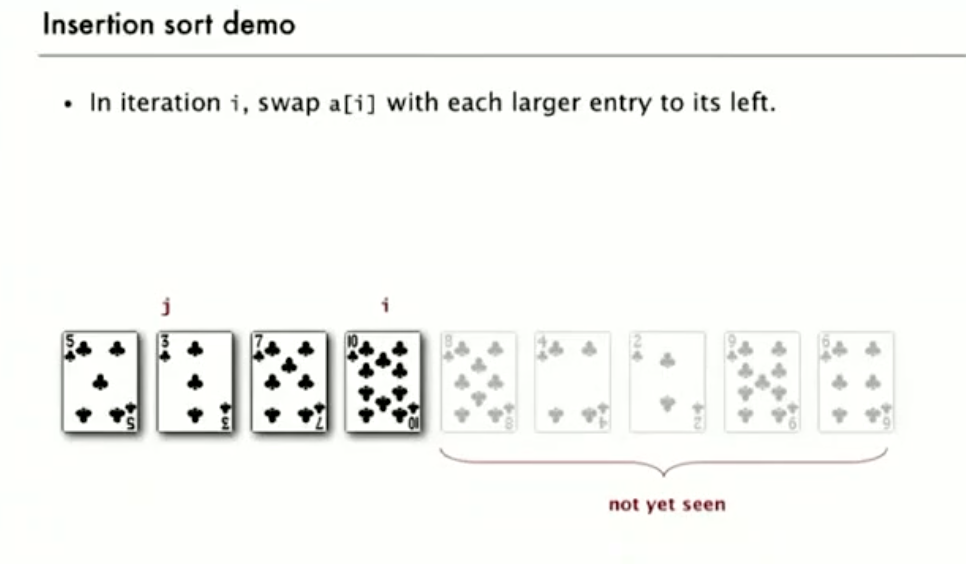 Insertion sort demo
• In iteration i, swap a[i] with each larger entry to its left.
j i
5 3 7 10 8 4 2 9 6
5 3 7 10 8 4 2 9 6
not yet seen